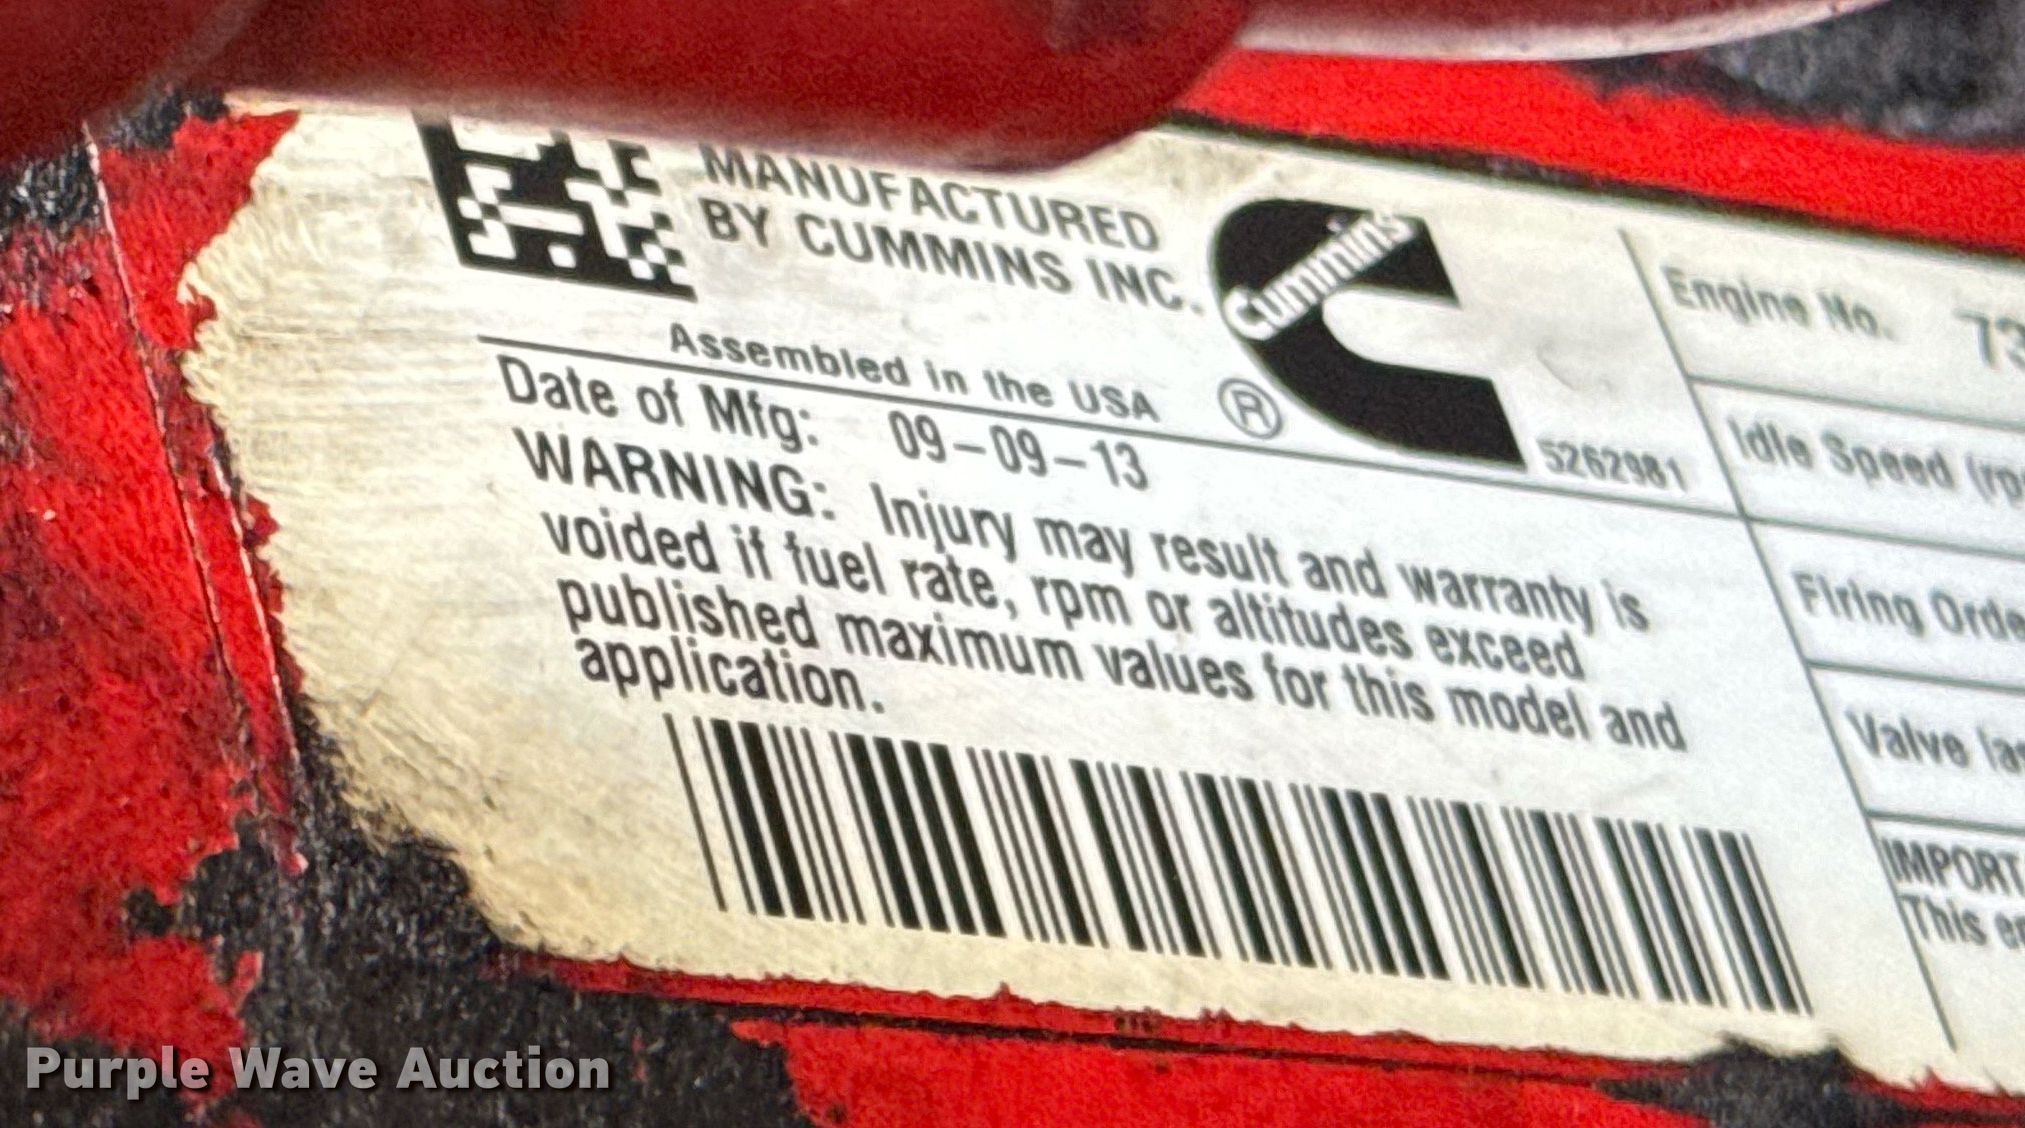 MANUFACTURED
BY CUMMINS INC.
Cummins
Assembled in the USA
®
5262981
Date of Mfg: 09-09-13
WARNING: Injury may result and warranty is
voided if fuel rate, rpm or altitudes exceed
published maximum values for this model and
application.
Engine No. 73
Idle Speed (rp
Firing Orde
Valve la
IMPORT
This e
Purple Wave Auction